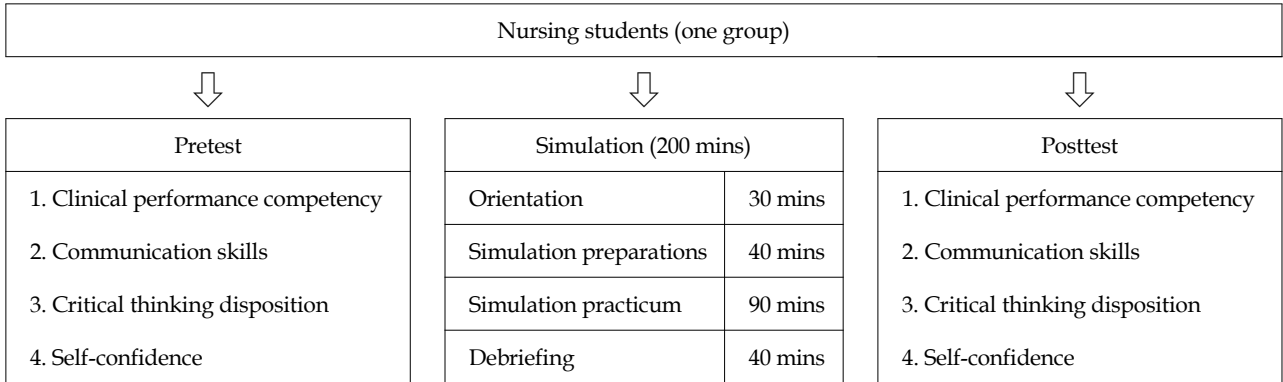 Nursing students (one group)
Pretest
1. Clinical performance competency
2. Communication skills
3. Critical thinking disposition
4. Self-confidence
Simulation (200 mins)
Orientation 30 mins
Simulation preparations 40 mins
Simulation practicum 90 mins
Debriefing 40 mins
Posttest
1. Clinical performance competency
2. Communication skills
3. Critical thinking disposition
4. Self-confidence